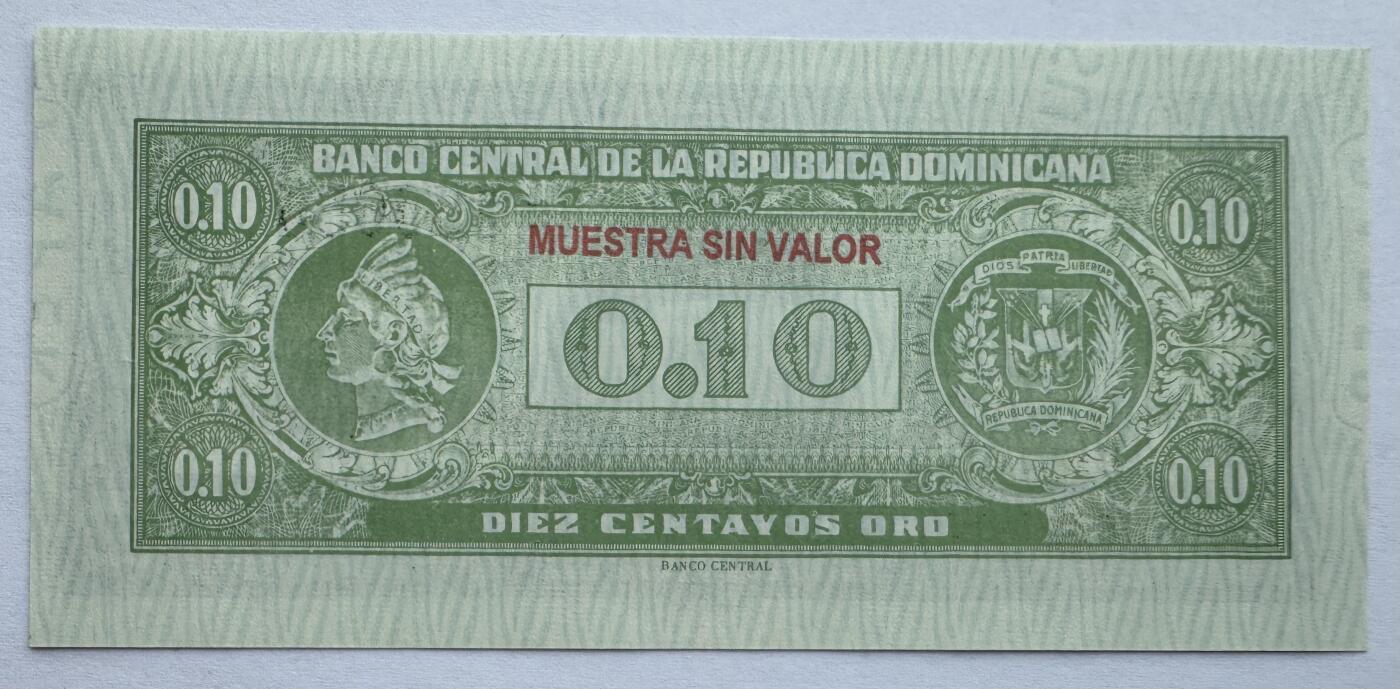 BANCO CENTRAL DE LA REPUBLICA DOMINICANA
0.10
0.10
MUESTRA SIN VALOR
DIOS PATRIA LIBERTAD
LIBERTAD
0.10
REPUBLICA DOMINICANA
0.10
0.10
DIEZ CENTAVOS ORO
BANCO CENTRAL